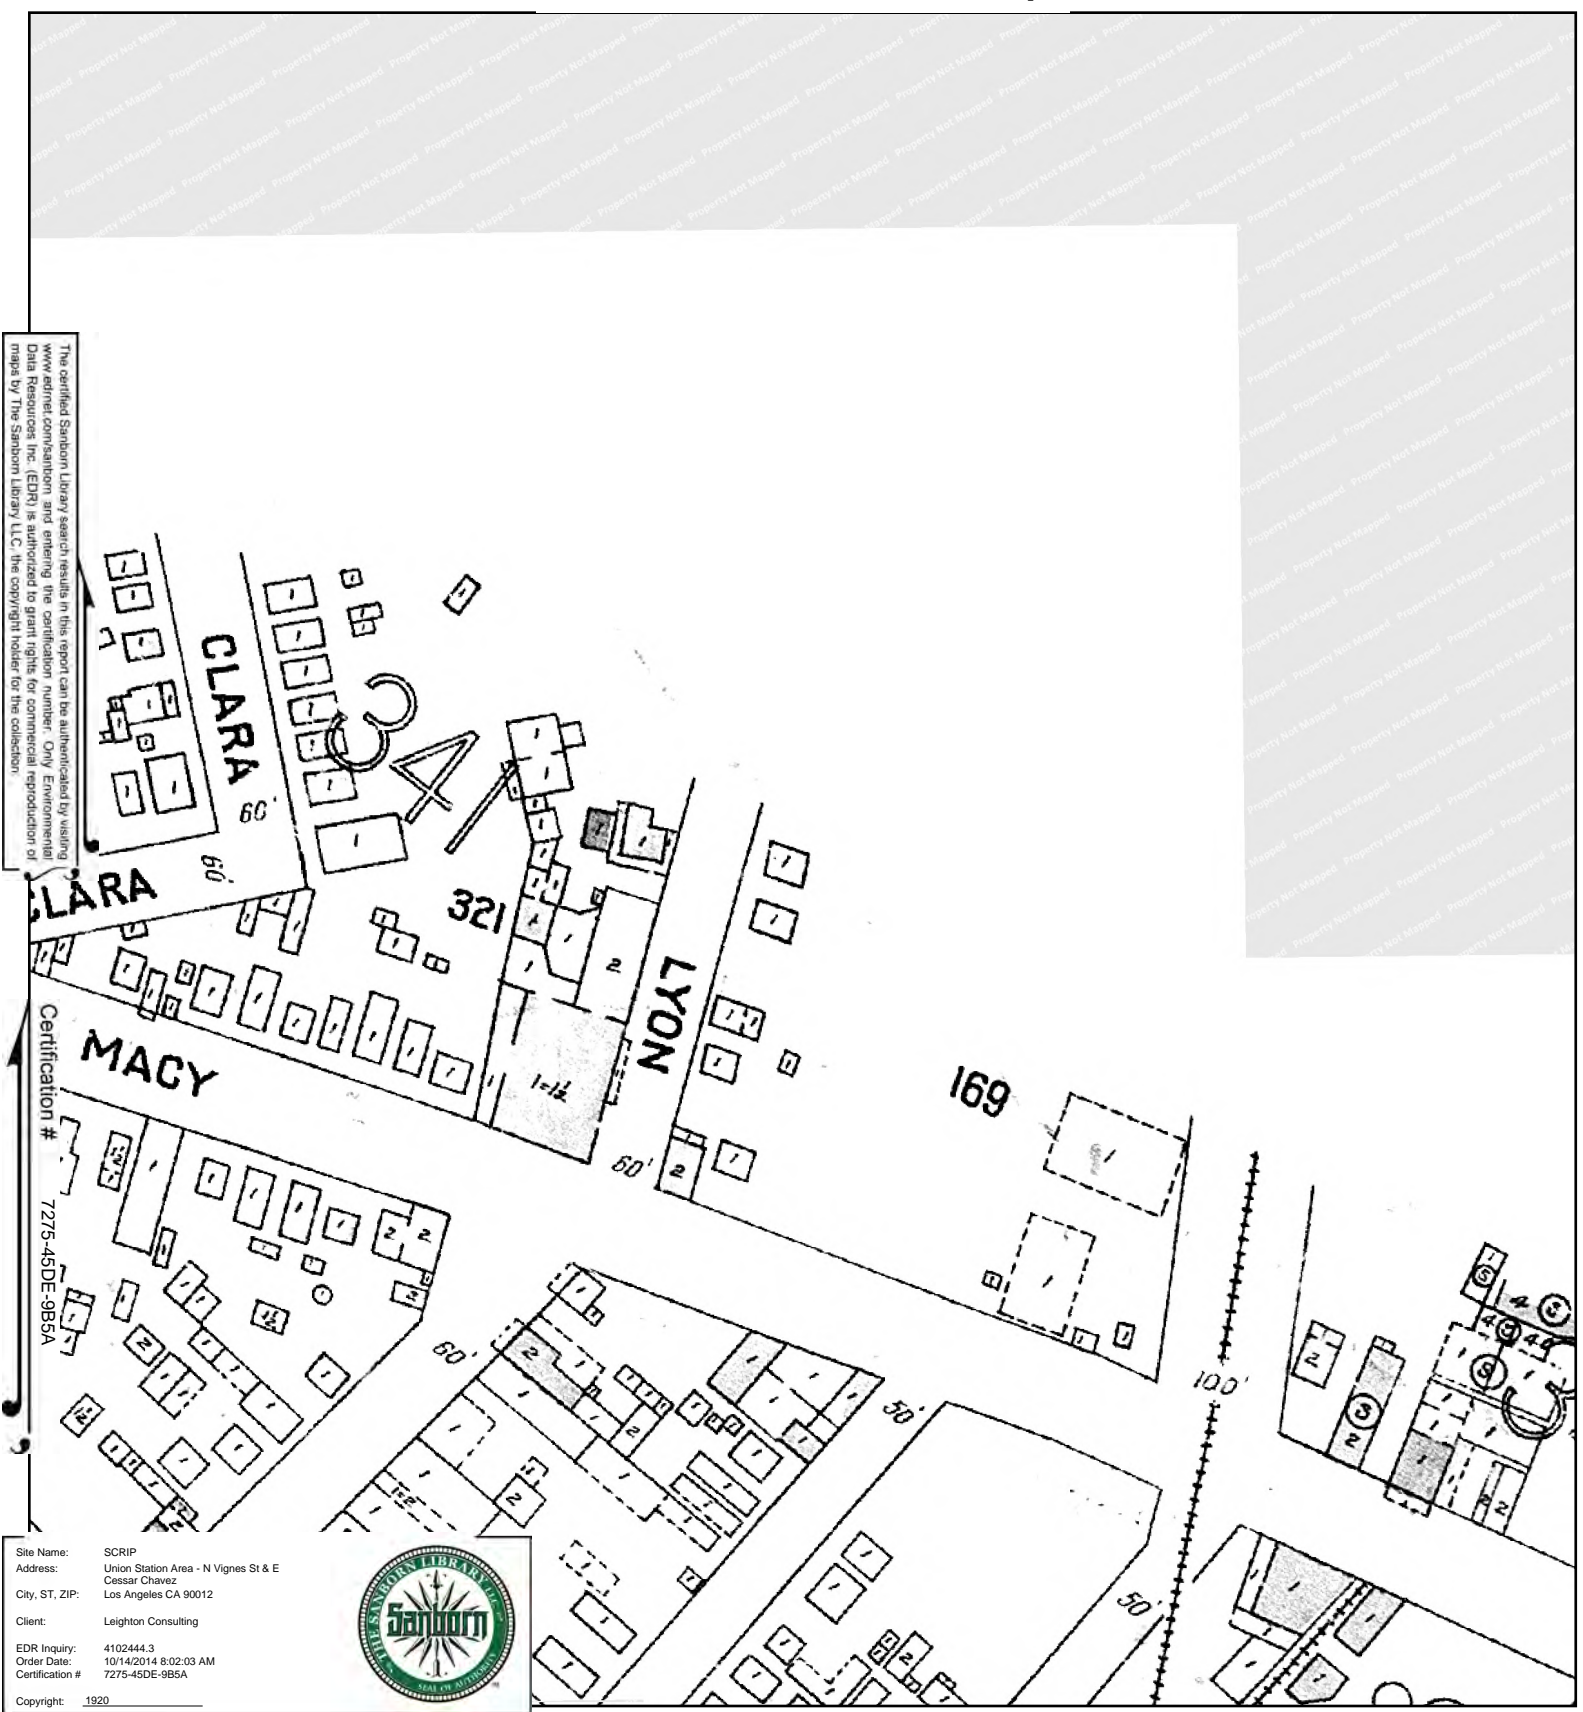 Property Not Mapped
The certified Sanborn Library search results in this report can be authenticated by visiting
www.edrnet.com/sanborn and entering the certification number. Only Environmental
Data Resources Inc. (EDR) is authorized to grant rights for commercial reproduction of
maps by The Sanborn Library LLC, the copyright holder for the collection.
CLARA
341
60'
60'
CLARA
321
LYON
MACY
169
60'
60'
50'
100'
50'
Certification # 7275-45DE-9B5A
Site Name: SCRIP
Address: Union Station Area - N Vignes St & E
Cessar Chavez
City, ST, ZIP: Los Angeles CA 90012
Client: Leighton Consulting
EDR Inquiry: 4102444.3
Order Date: 10/14/2014 8:02:03 AM
Certification # 7275-45DE-9B5A
Copyright: 1920
THE SANBORN LIBRARY, LLC
Sanborn
SEAL OF AUTHORITY